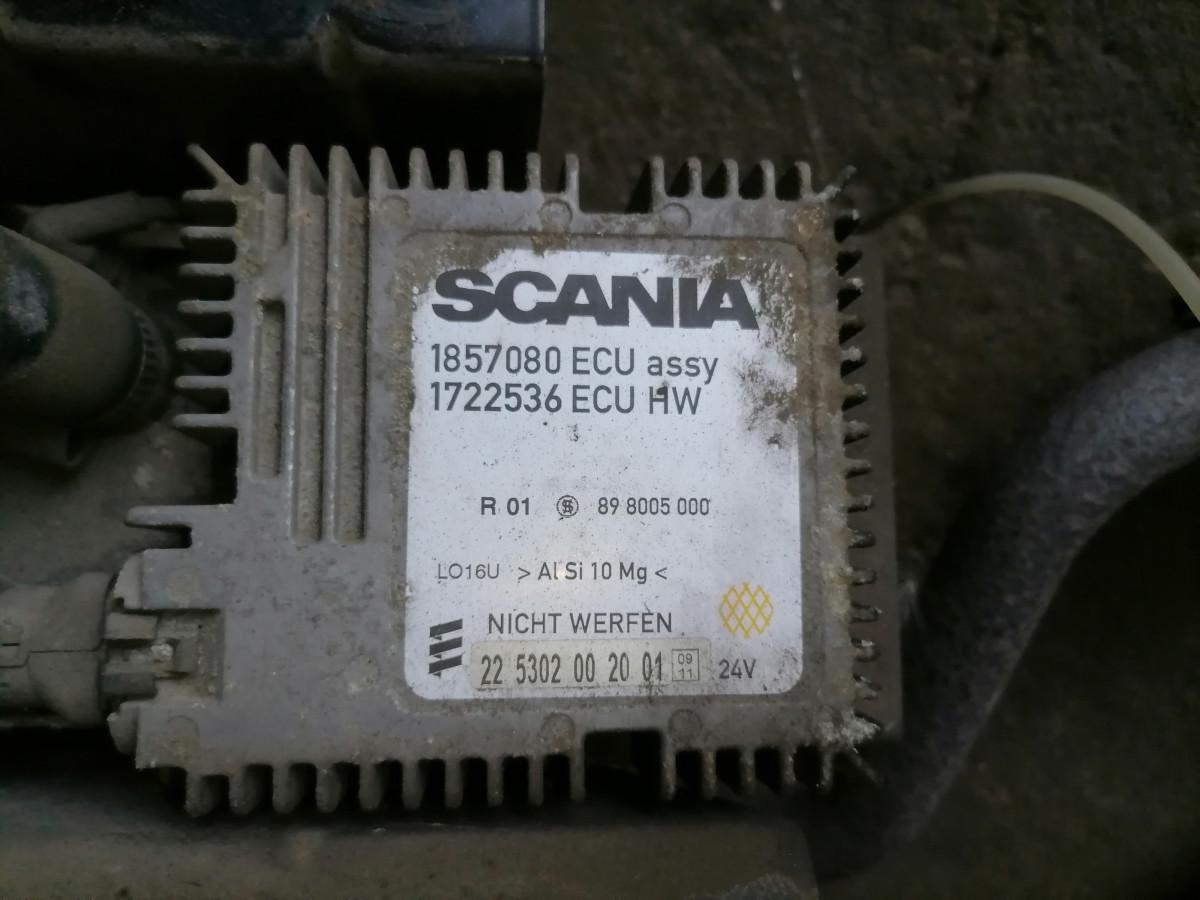 SCANIA
1857080 ECU assy
1722536 ECU HW
R 01 89 8005 000
LO16U > Al Si 10 Mg <
NICHT WERFEN
22 5302 00 20 01 09 11 24V